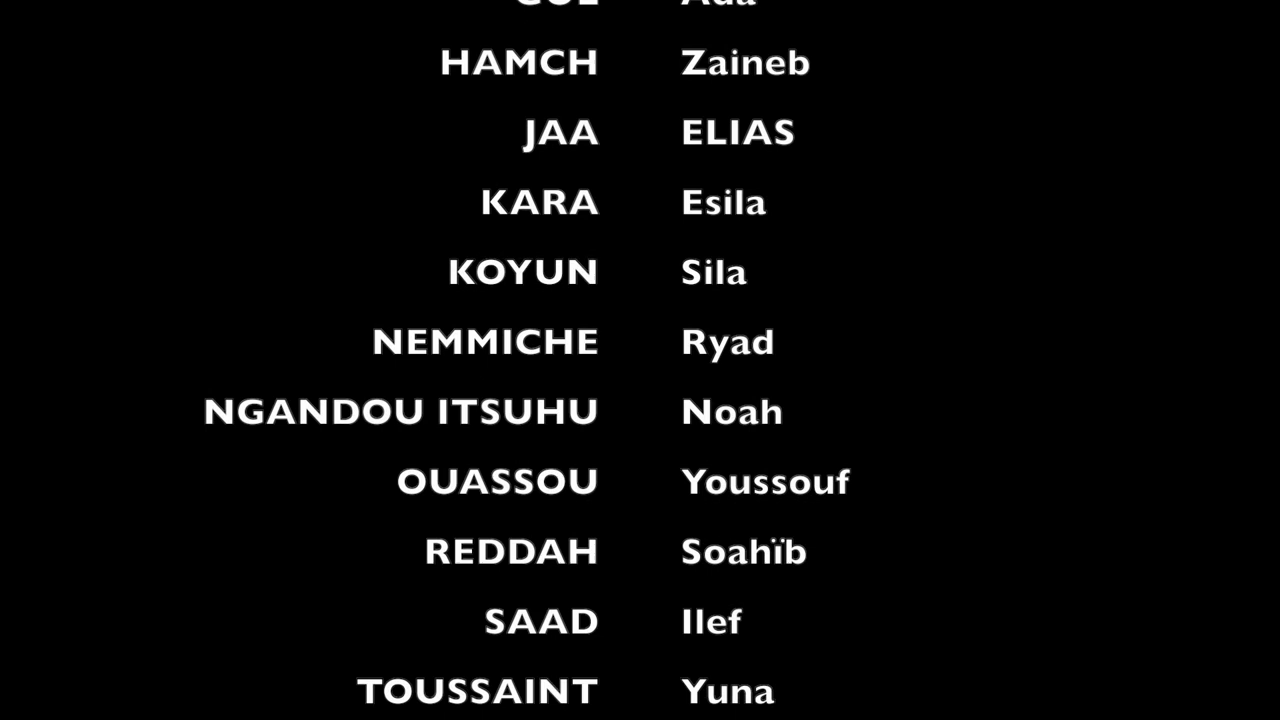 Ada
HAMCH Zaineb
JAA ELIAS
KARA Esila
KOYUN Sila
NEMMICHE Ryad
NGANDOU ITSUHU Noah
OUASSOU Youssouf
REDDAH Soahïb
SAAD Ilef
TOUSSAINT Yuna